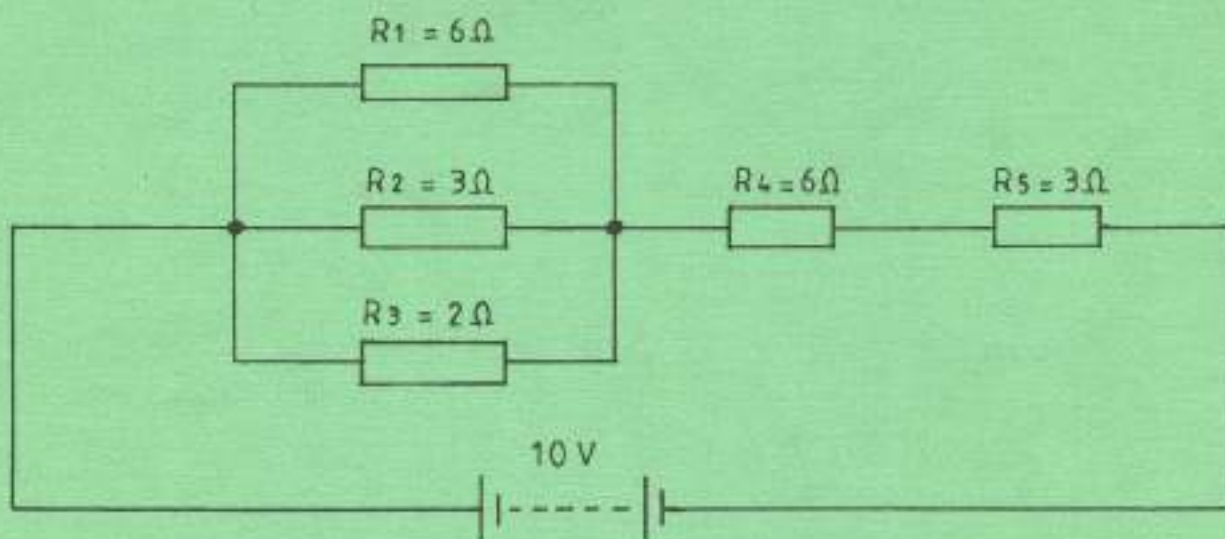 R1 = 6Ω
R2 = 3Ω
R4=6Ω
R5=3Ω
R3 = 2Ω
10 V